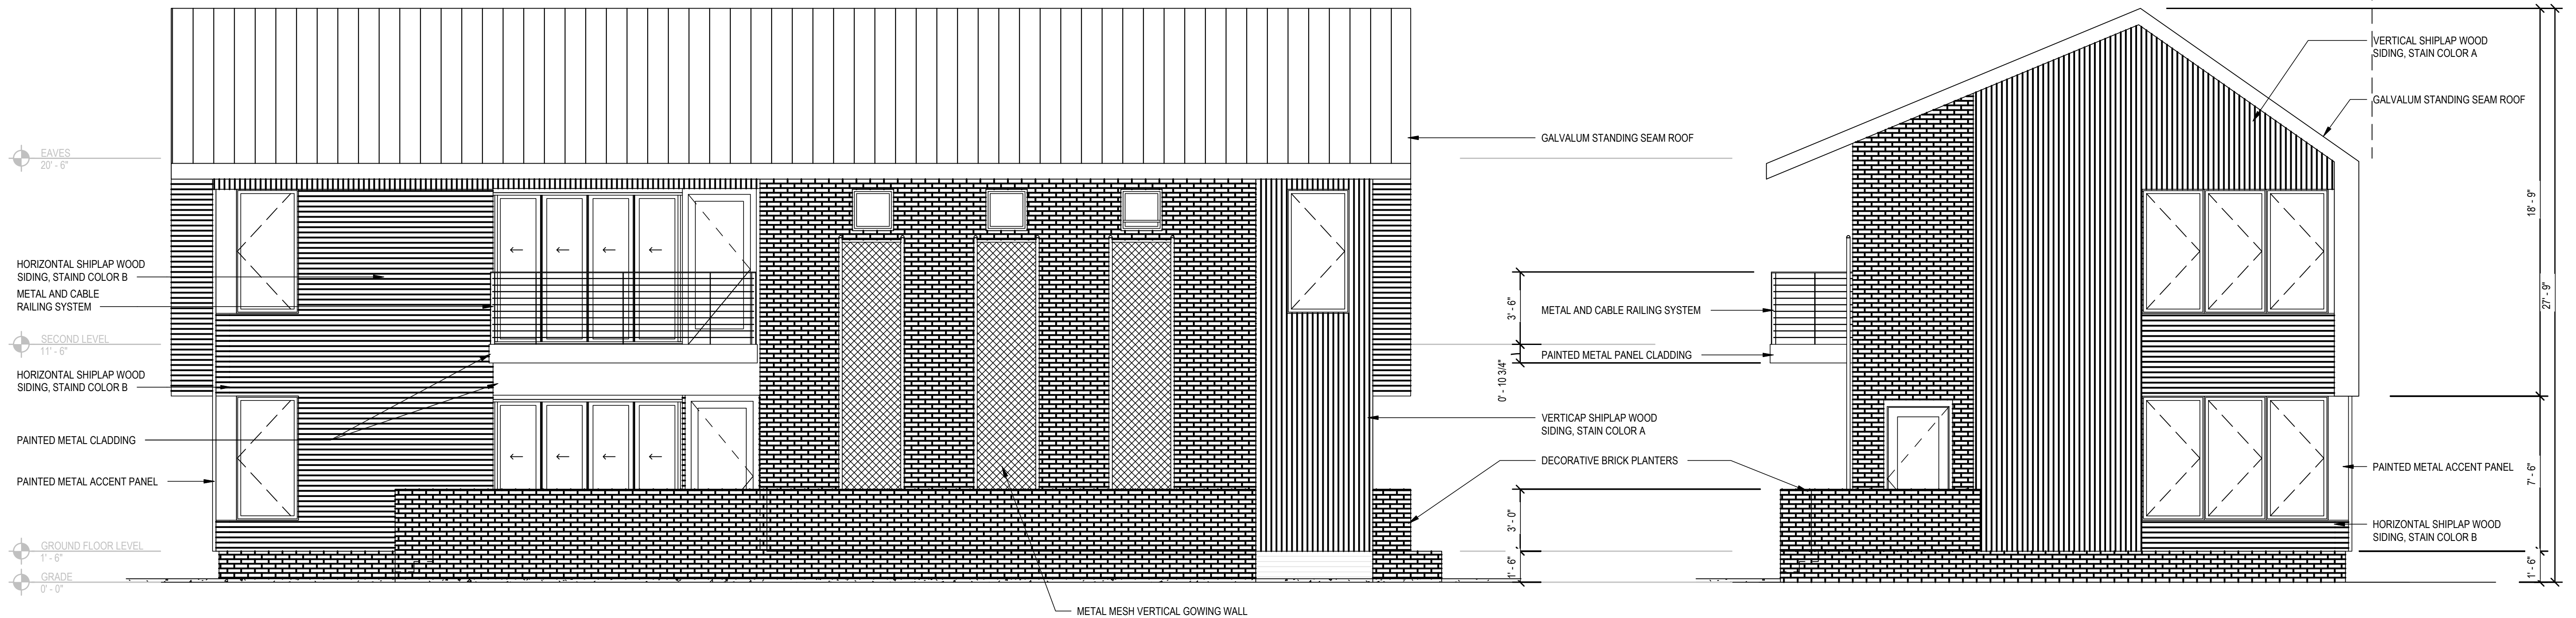 EAVES
20' - 6"
HORIZONTAL SHIPLAP WOOD
SIDING, STAIND COLOR B
METAL AND CABLE
RAILING SYSTEM
SECOND LEVEL
11' - 6"
HORIZONTAL SHIPLAP WOOD
SIDING, STAIND COLOR B
PAINTED METAL CLADDING
PAINTED METAL ACCENT PANEL
GROUND FLOOR LEVEL
1' - 6"
GRADE
0' - 0"
METAL MESH VERTICAL GOWING WALL
GALVALUM STANDING SEAM ROOF
3' - 6"
METAL AND CABLE RAILING SYSTEM
PAINTED METAL PANEL CLADDING
0' - 10 3/4"
VERTICAP SHIPLAP WOOD
SIDING, STAIN COLOR A
DECORATIVE BRICK PLANTERS
3' - 0"
1' - 6"
VERTICAL SHIPLAP WOOD
SIDING, STAIN COLOR A
GALVALUM STANDING SEAM ROOF
18' - 9"
27' - 9"
PAINTED METAL ACCENT PANEL
7' - 6"
HORIZONTAL SHIPLAP WOOD
SIDING, STAIN COLOR B
1' - 6"